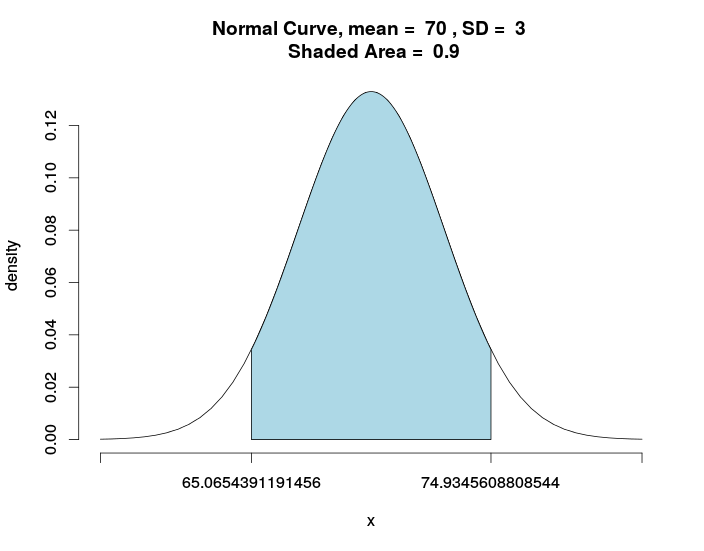 Normal Curve, mean = 70 , SD = 3
Shaded Area = 0.9
0.12
0.10
0.08
0.06
0.04
0.02
0.00
density
65.0654391191456 74.9345608808544
x